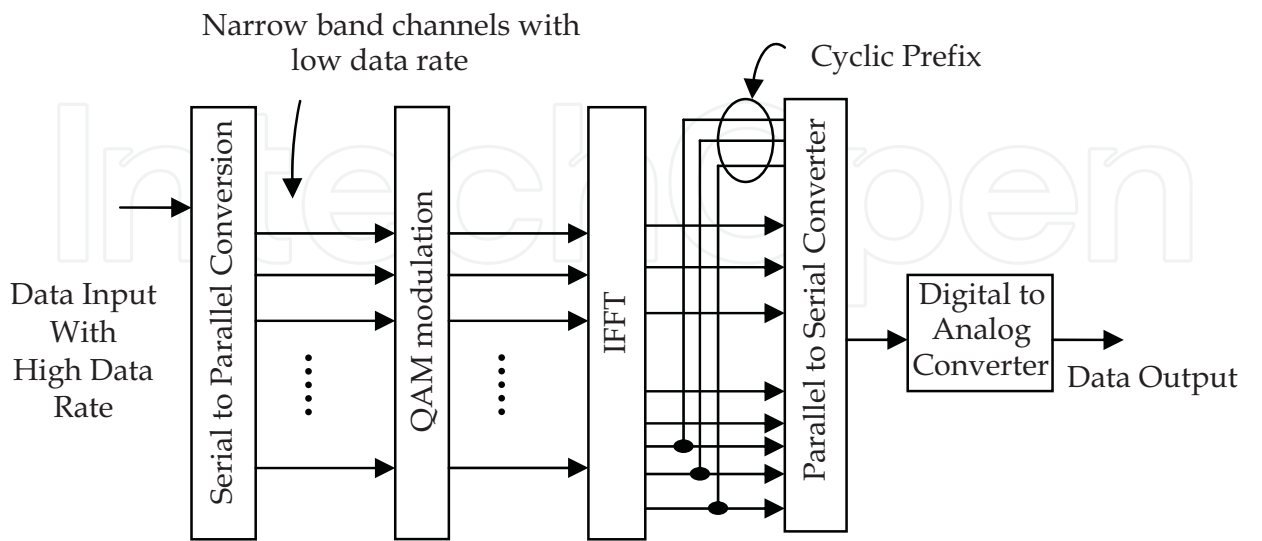 Narrow band channels with
low data rate
Cyclic Prefix
IntechOpen
Data Input
With
High Data
Rate
Serial to Parallel Conversion
QAM modulation
IFFT
Parallel to Serial Converter
Digital to
Analog
Converter
Data Output